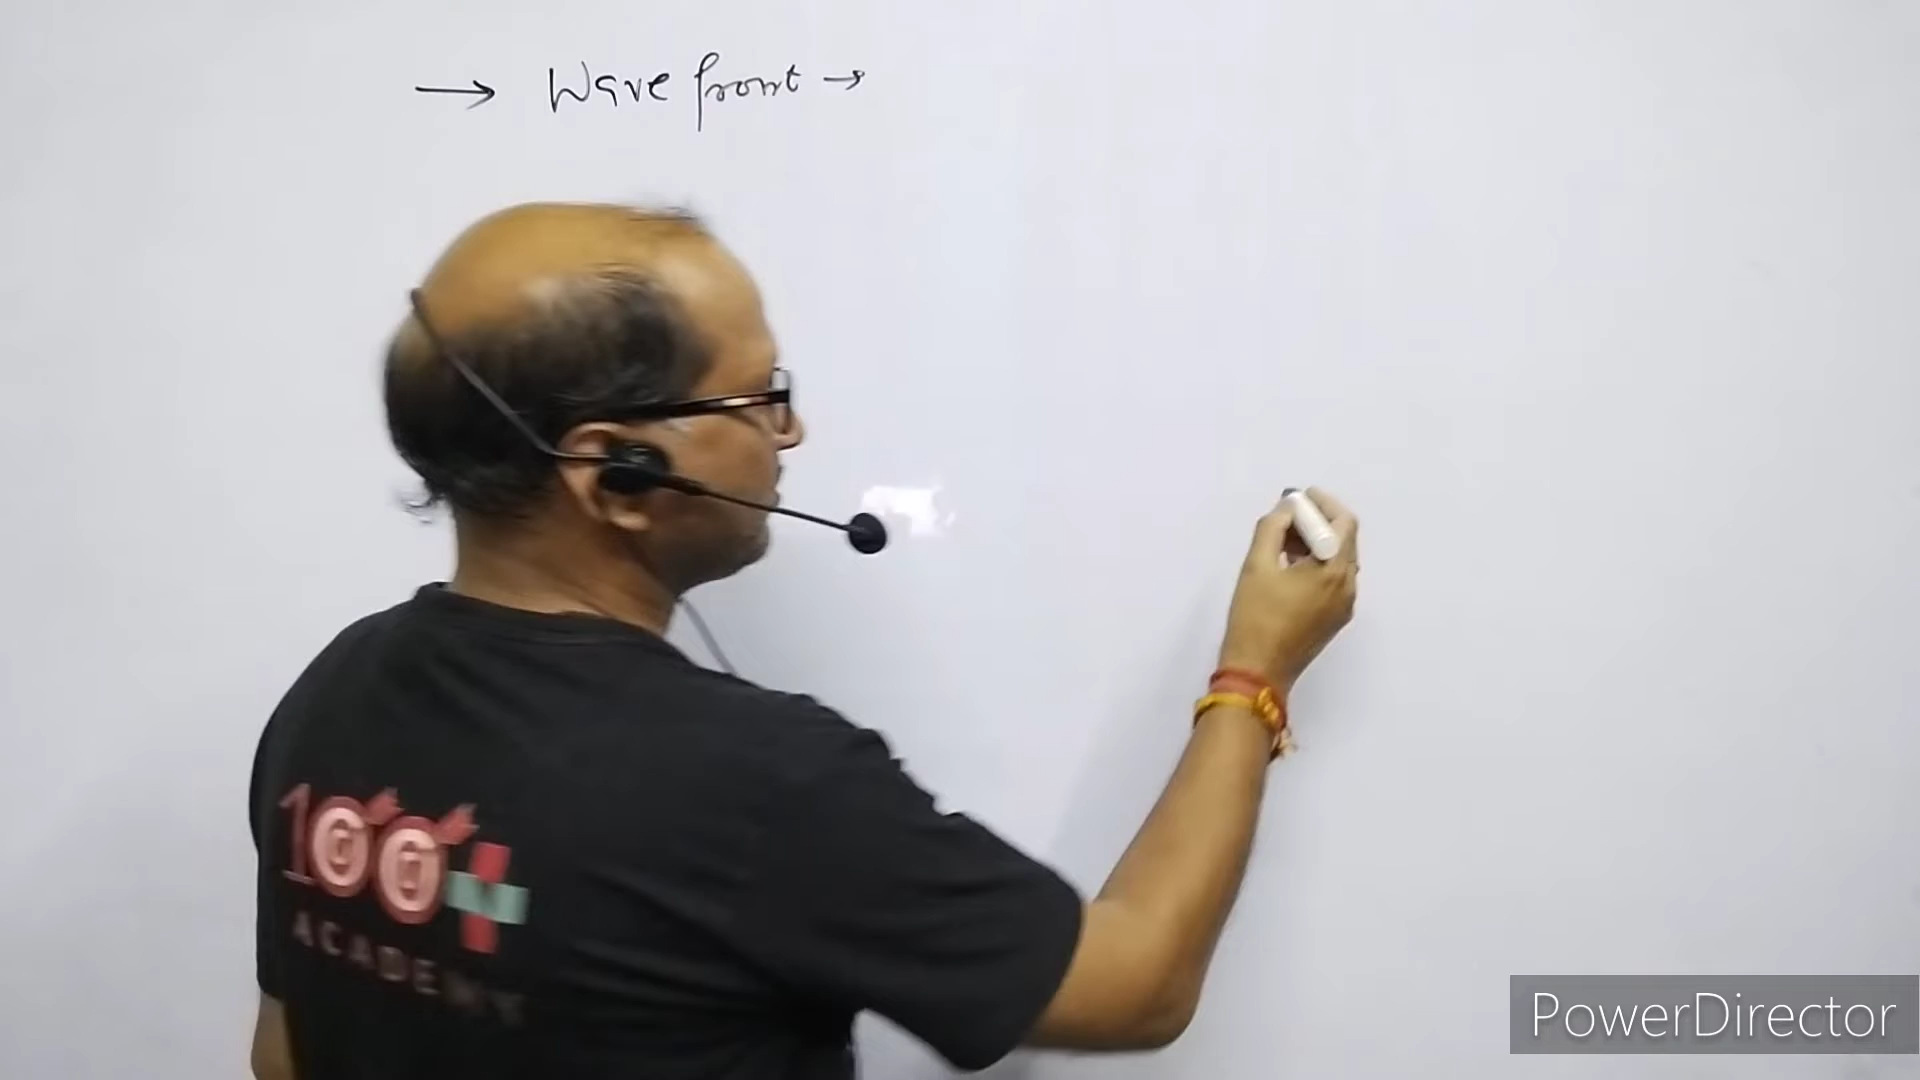 → Wave front →
100+
ACADEMY
PowerDirector